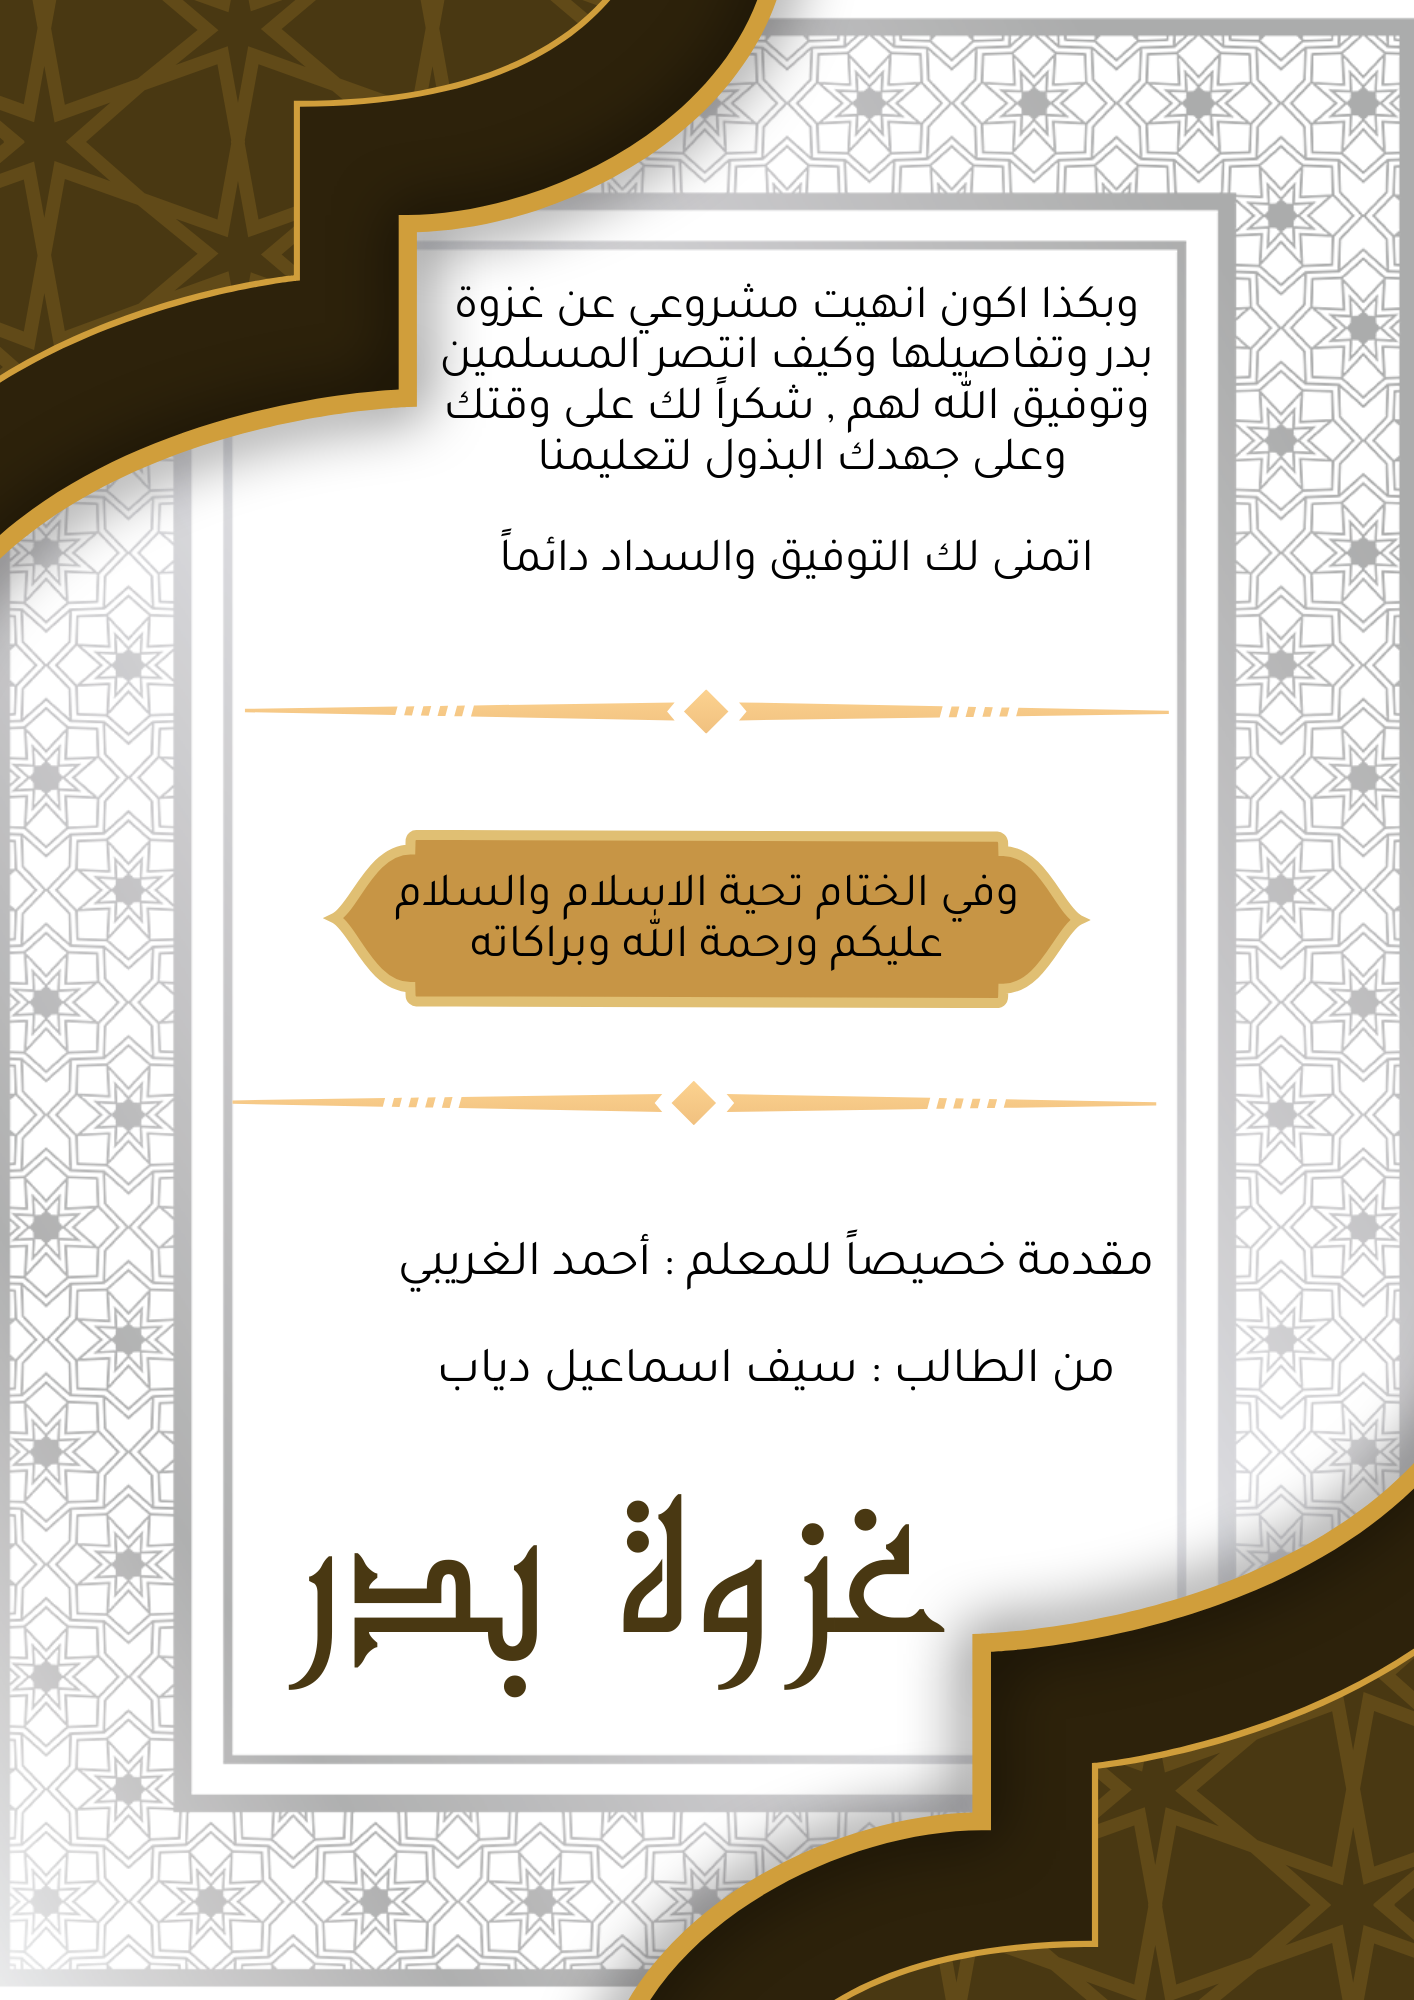 وبكذا اكون انهيت مشروعي عن غزوة
بدر وتفاصيلها وكيف انتصر المسلمين
وتوفيق الله لهم , شكراً لك على وقتك
وعلى جهدك البذول لتعليمنا
اتمنى لك التوفيق والسداد دائماً
وفي الختام تحية الاسلام والسلام
عليكم ورحمة الله وبراكاته
مقدمة خصيصاً للمعلم : أحمد الغريبي
من الطالب : سيف اسماعيل دياب
غزوة بدر